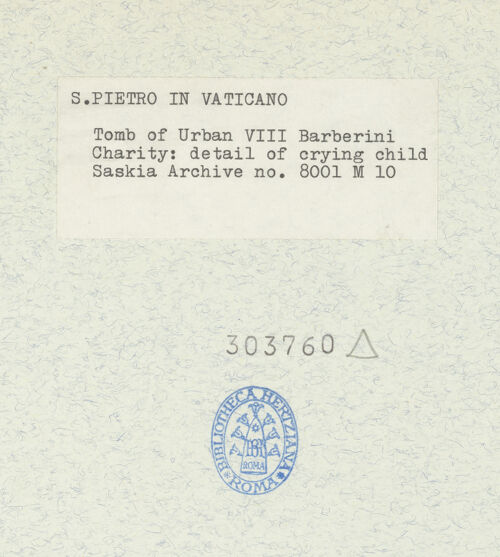 S.PIETRO IN VATICANO
Tomb of Urban VIII Barberini
Charity: detail of crying child
Saskia Archive no. 8001 M 10
303760
BIBLIOTHECA HERTZIANA
ROMA
ROMA